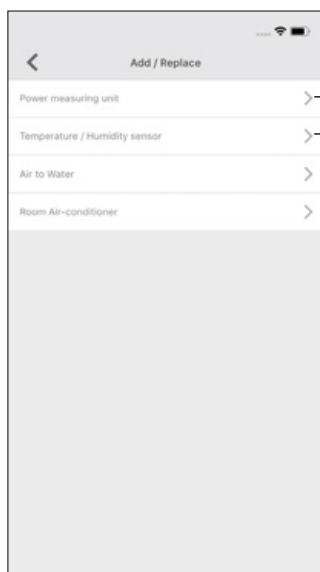 Add / Replace
Power measuring unit
Temperature / Humidity sensor
Air to Water
Room Air-conditioner